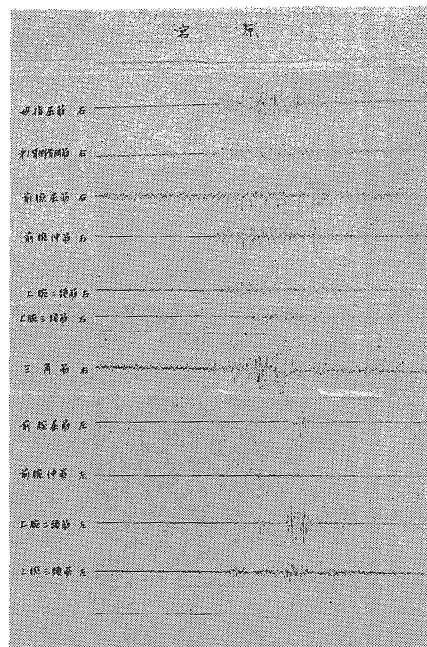 宮原
母指屈筋 右
前腕屈筋 右
前腕伸筋 右
上腕二頭筋 右
上腕三頭筋 右
三角筋 右
前腕屈筋 左
前腕伸筋 左
上腕二頭筋 左
上腕三頭筋 左